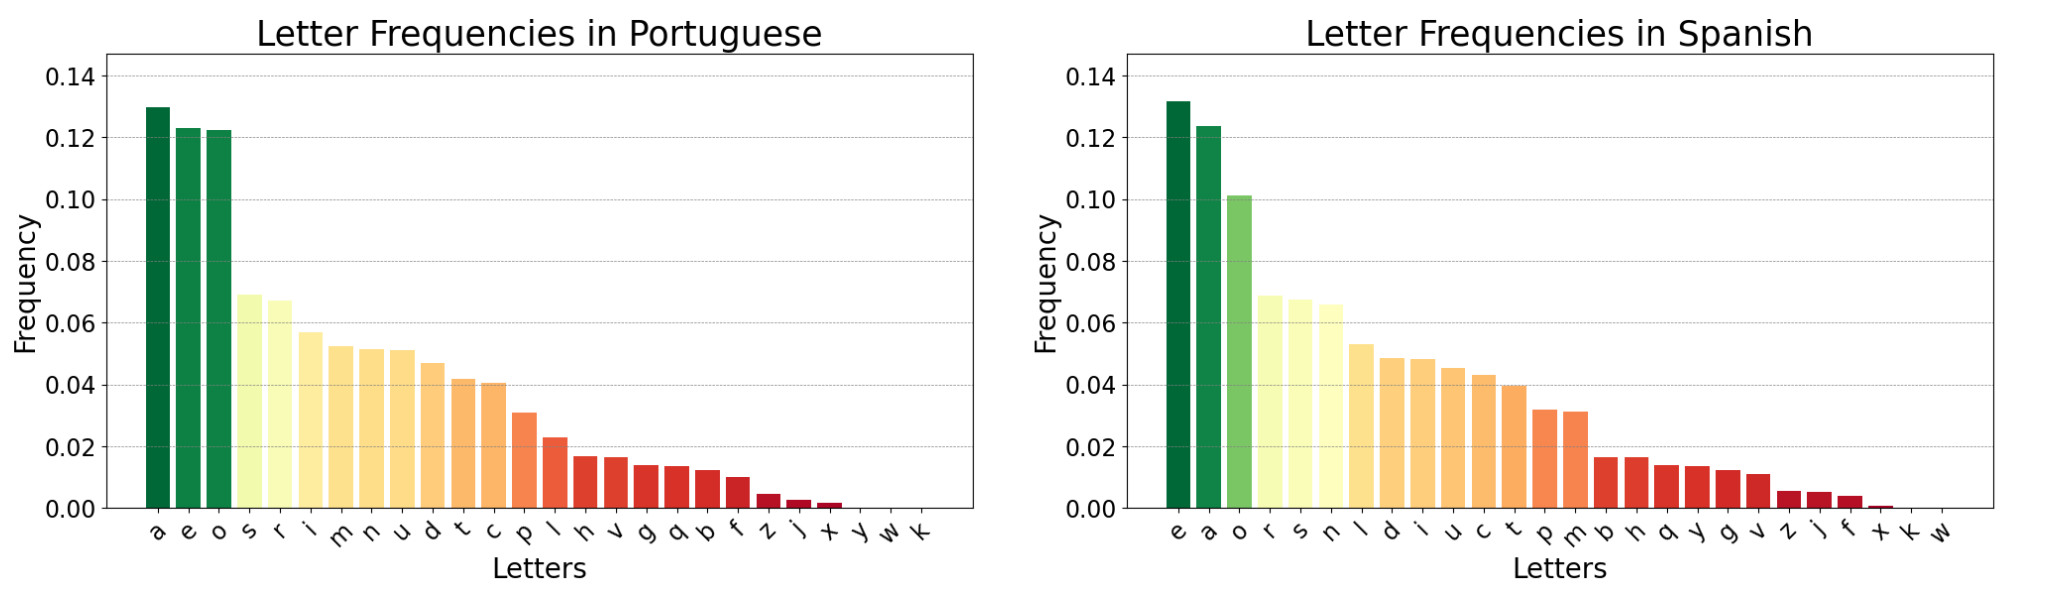 Letter Frequencies in Portuguese
Frequency
0.14
0.12
0.10
0.08
0.06
0.04
0.02
0.00
a e o s r i m n u d t c p l h v g q b f z j x y w k
Letters
Letter Frequencies in Spanish
Frequency
0.14
0.12
0.10
0.08
0.06
0.04
0.02
0.00
e a o r s n l d i u c t p m b h q y g v z j f x k w
Letters